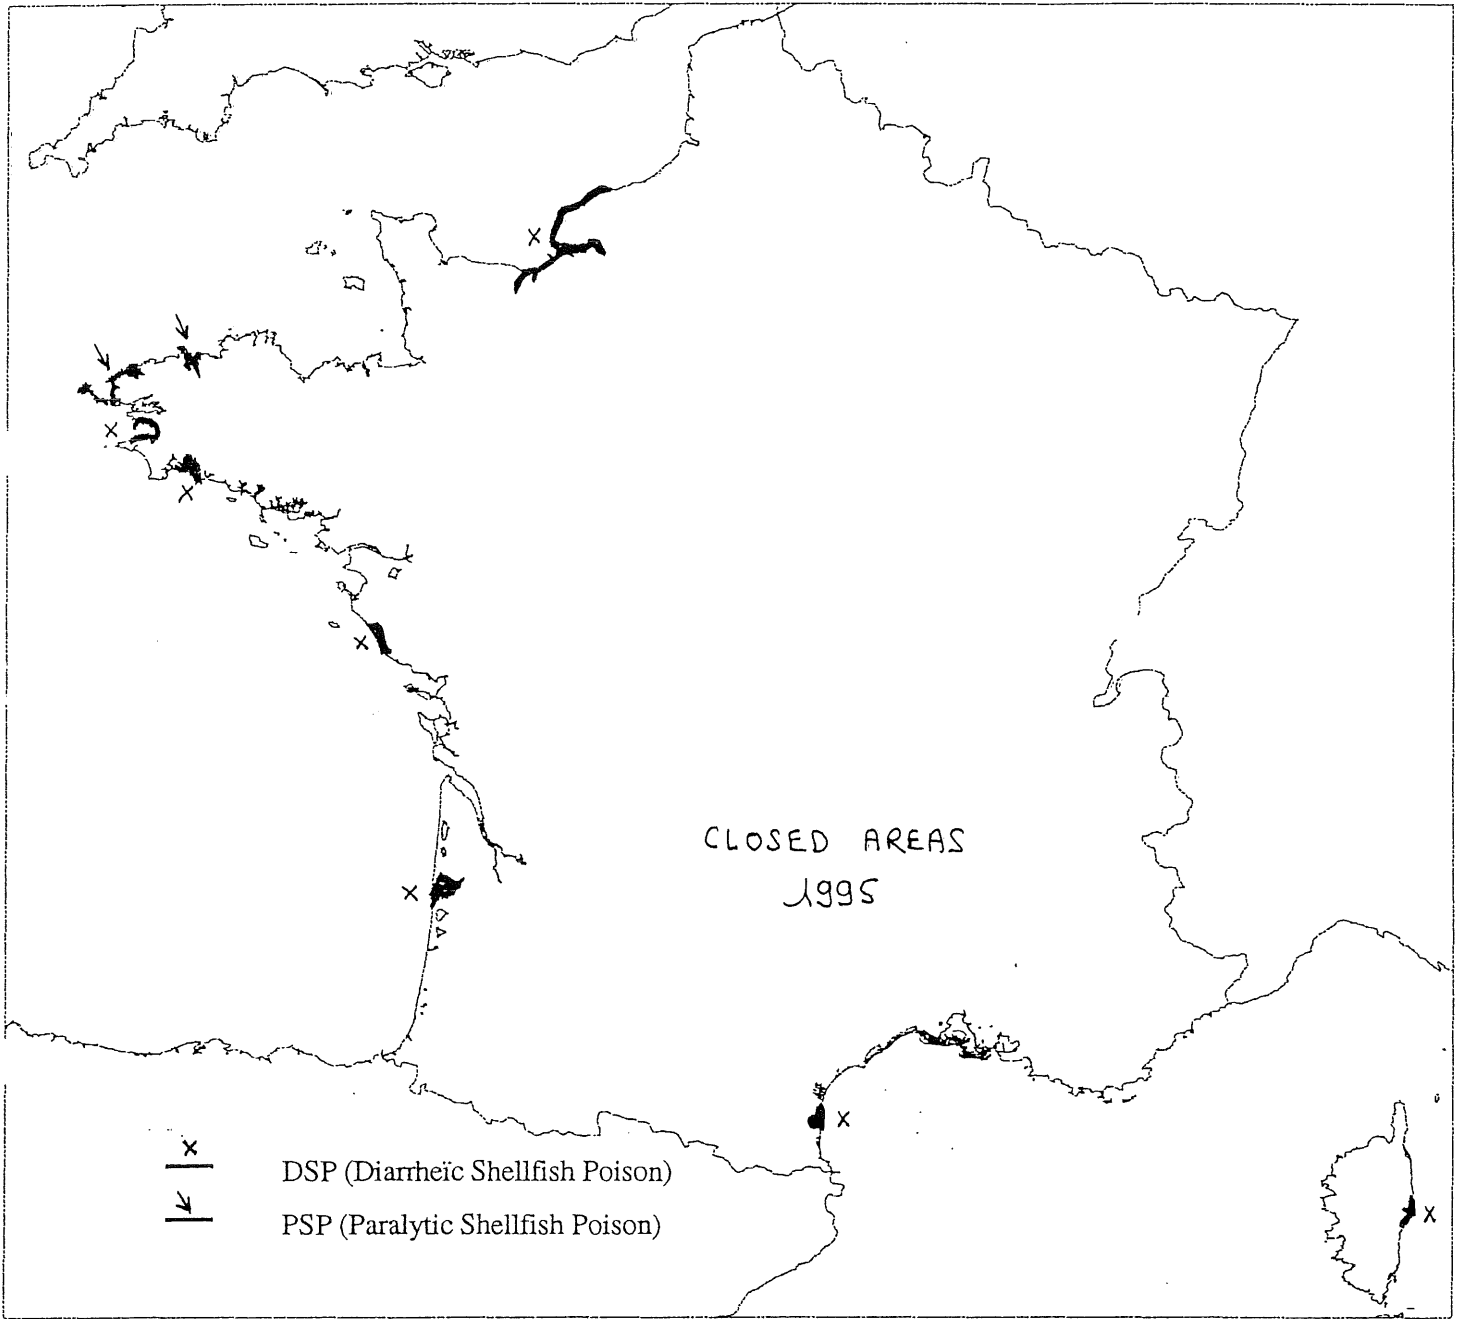 CLOSED AREAS
1995
DSP (Diarrheïc Shellfish Poison)
PSP (Paralytic Shellfish Poison)